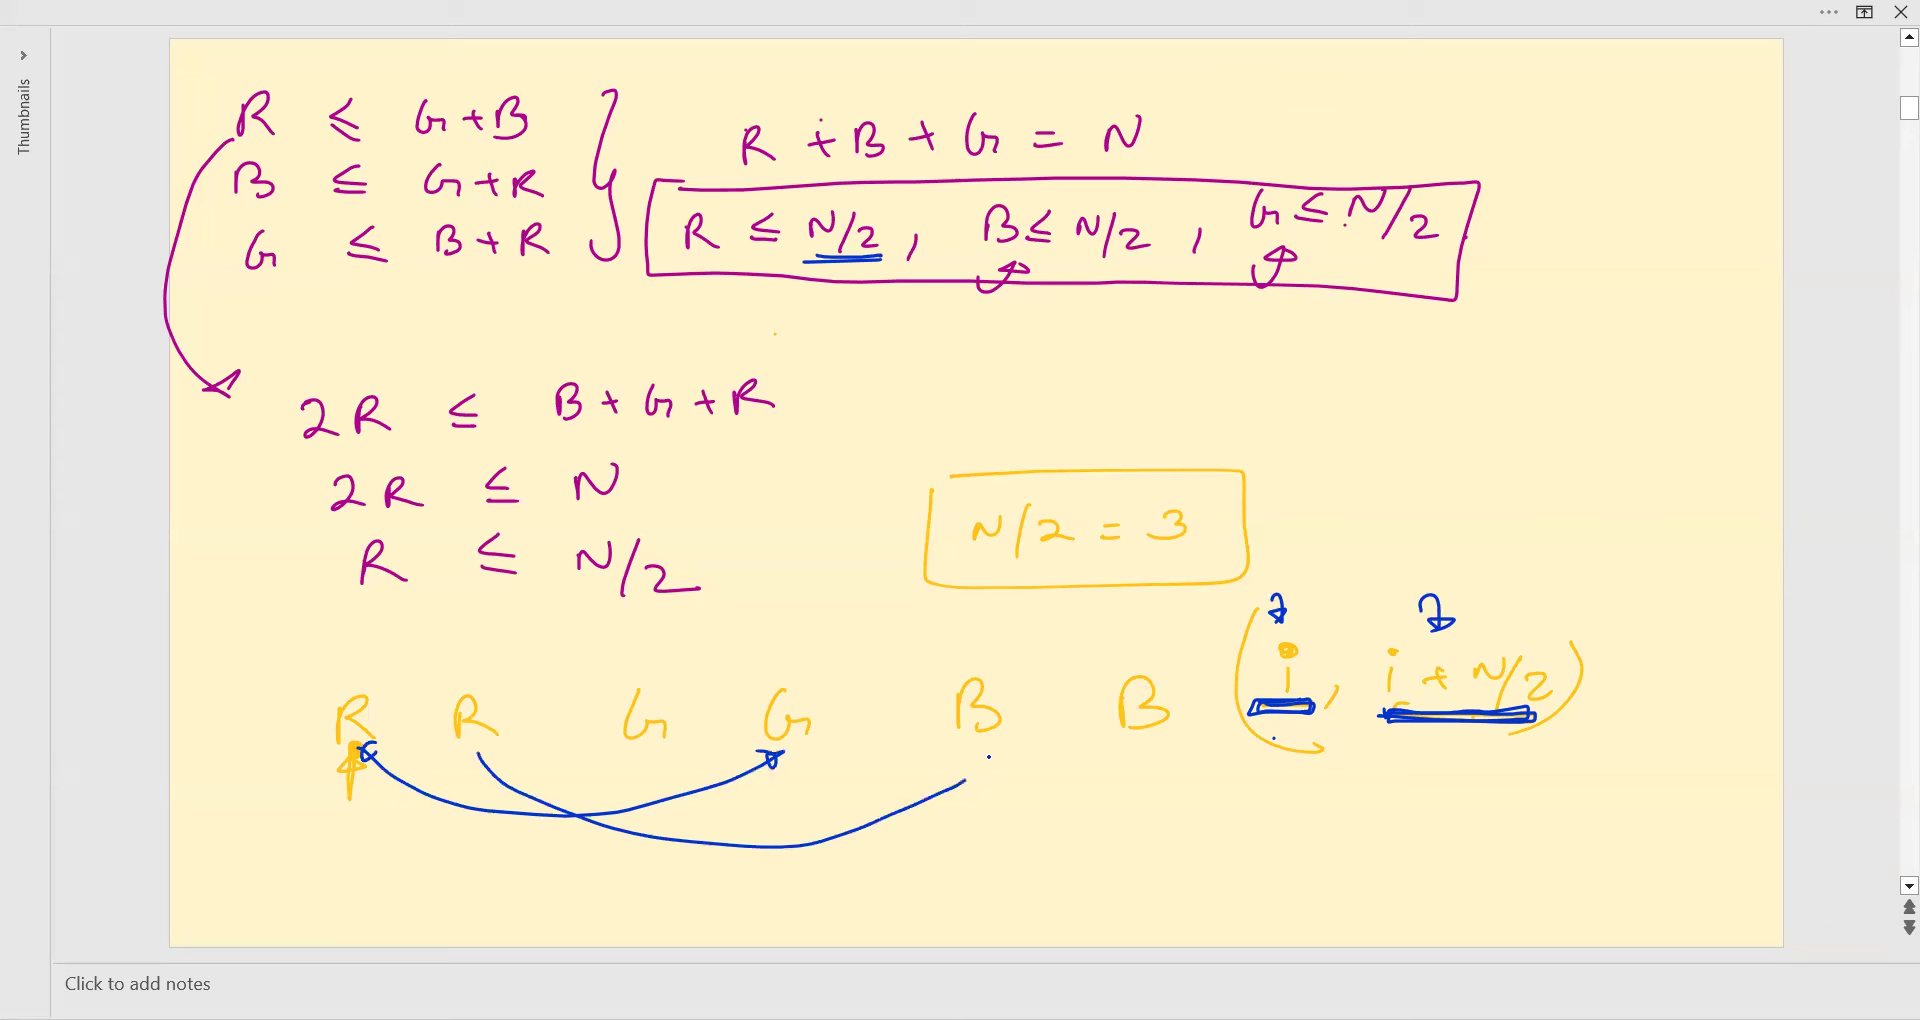 Thumbnails
R ≤ G+B
B ≤ G+R
G ≤ B+R
R + B + G = N
R ≤ N/2 , B ≤ N/2 , G ≤ N/2
2R ≤ B+G+R
2R ≤ N
R ≤ N/2
N/2 = 3
R R G G B B (i , i + N/2)
Click to add notes